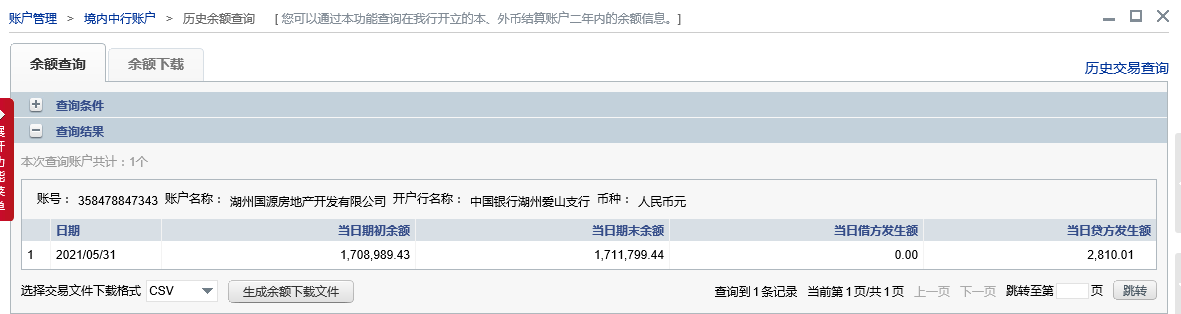 账户管理 > 境内中行账户 > 历史余额查询 [ 您可以通过本功能查询在我行开立的本、外币结算账户二年内的余额信息。]
余额查询 余额下载
历史交易查询
查询条件
查询结果
展开功能菜单
本次查询账户共计：1个
账号： 358478847343 账户名称： 湖州国源房地产开发有限公司 开户行名称： 中国银行湖州爱山支行 币种： 人民币元
日期 当日期初余额 当日期末余额 当日借方发生额 当日贷方发生额
1 2021/05/31 1,708,989.43 1,711,799.44 0.00 2,810.01
选择交易文件下载格式 CSV 生成余额下载文件 查询到1条记录 当前第1页/共1页 上一页 下一页 跳转至第 页 跳转